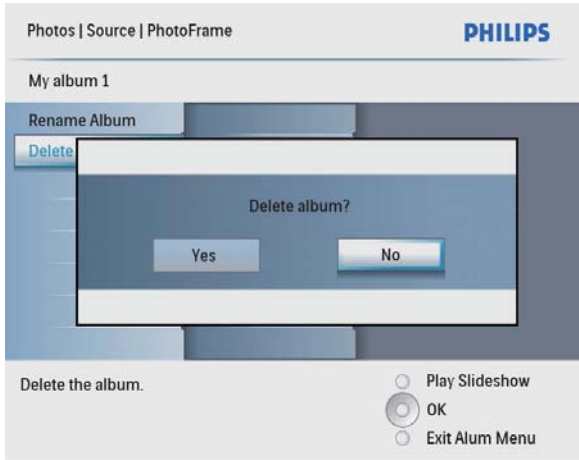 Photos | Source | PhotoFrame
PHILIPS
My album 1
Rename Album
Delete
Delete album?
Yes
No
Delete the album.
Play Slideshow
OK
Exit Alum Menu